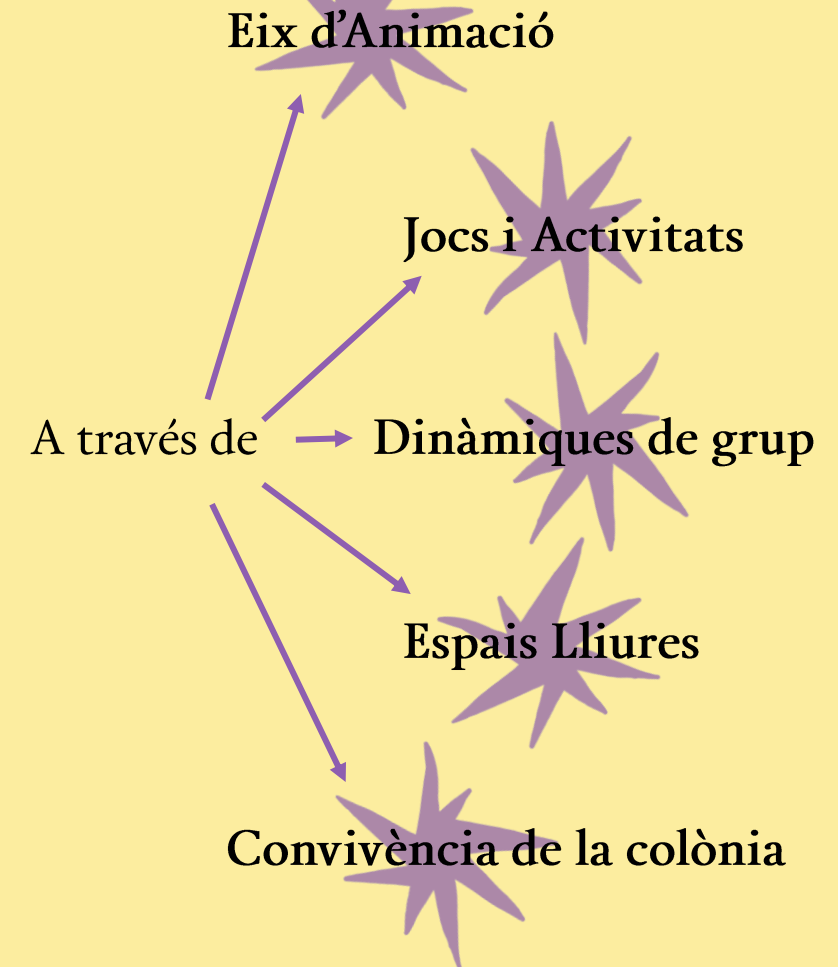 Eix d’Animació
Jocs i Activitats
A través de
Dinàmiques de grup
Espais Lliures
Convivència de la colònia